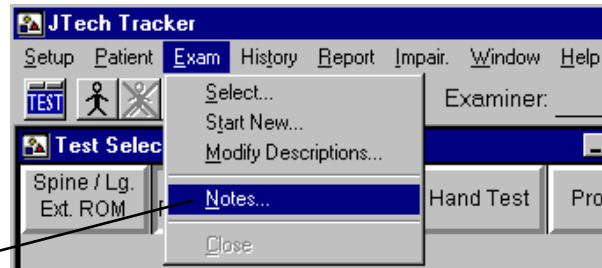 JTech Tracker
Setup Patient Exam History Report Impair. Window Help
TEST
Select...
Examiner:
Start New...
Test Selec
Modify Descriptions...
Spine / Lg.
Ext. ROM
Notes...
Hand Test
Pro
Close